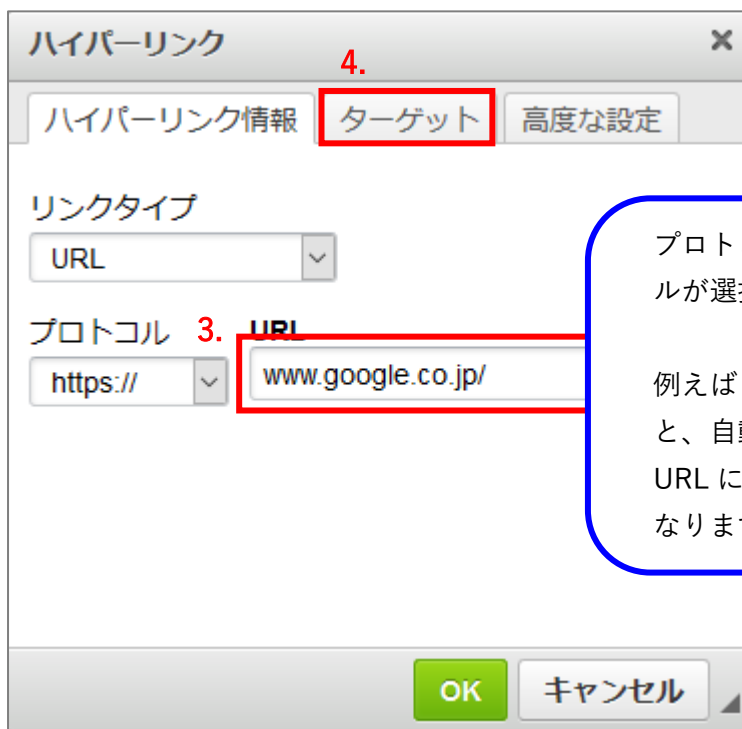 ハイパーリンク
4.
ハイパーリンク情報 ターゲット 高度な設定
リンクタイプ
URL
プロトコル 3. URL
https:// www.google.co.jp/
プロト
ルが選
例えば
と、自
URL に
なりま
OK キャンセル